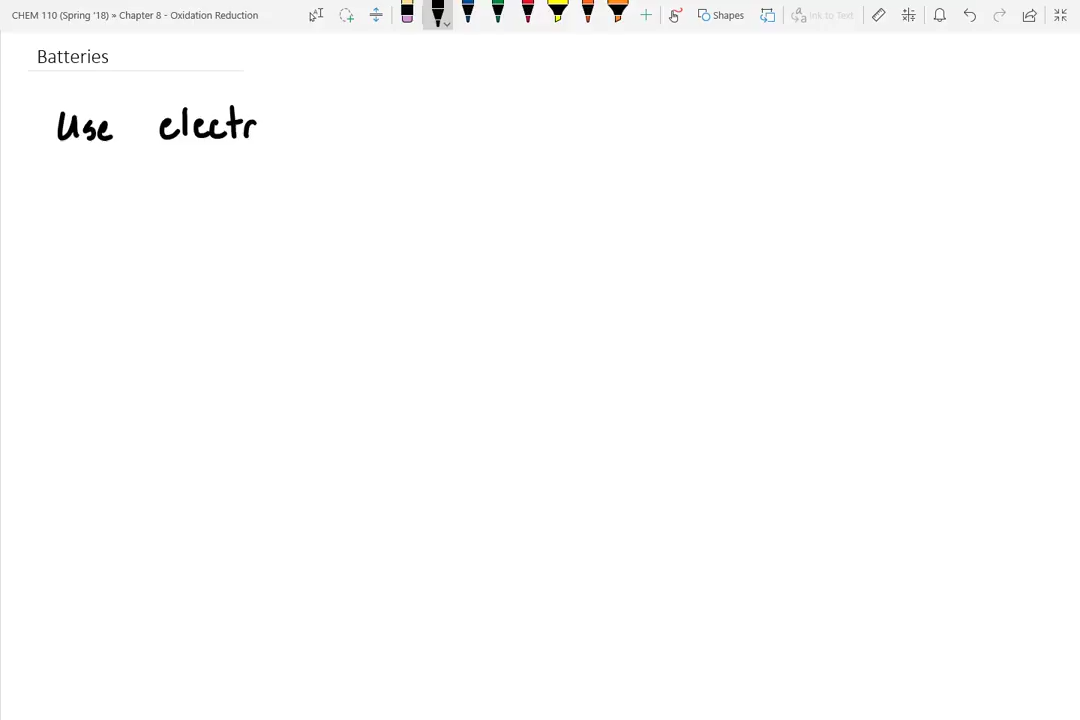 CHEM 110 (Spring '18) » Chapter 8 - Oxidation Reduction
Shapes
Ink to Text
Batteries
Use electr